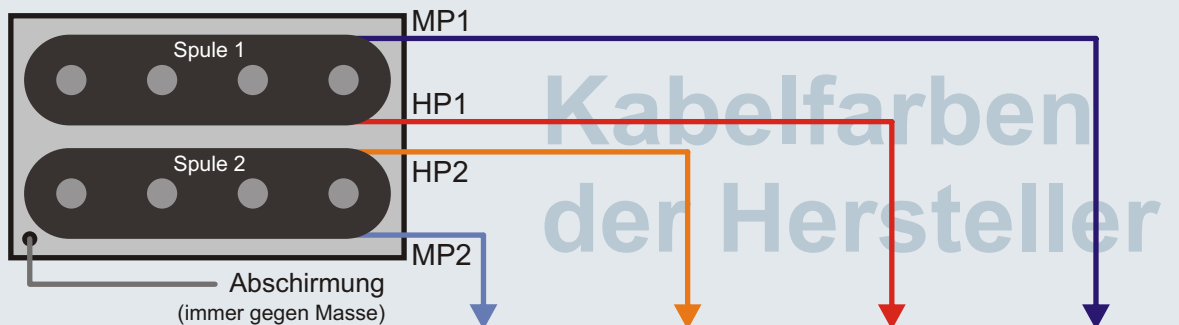 MP1
Spule 1
HP1
Spule 2
HP2
MP2
Abschirmung
(immer gegen Masse)
Kabelfarben
der Hersteller